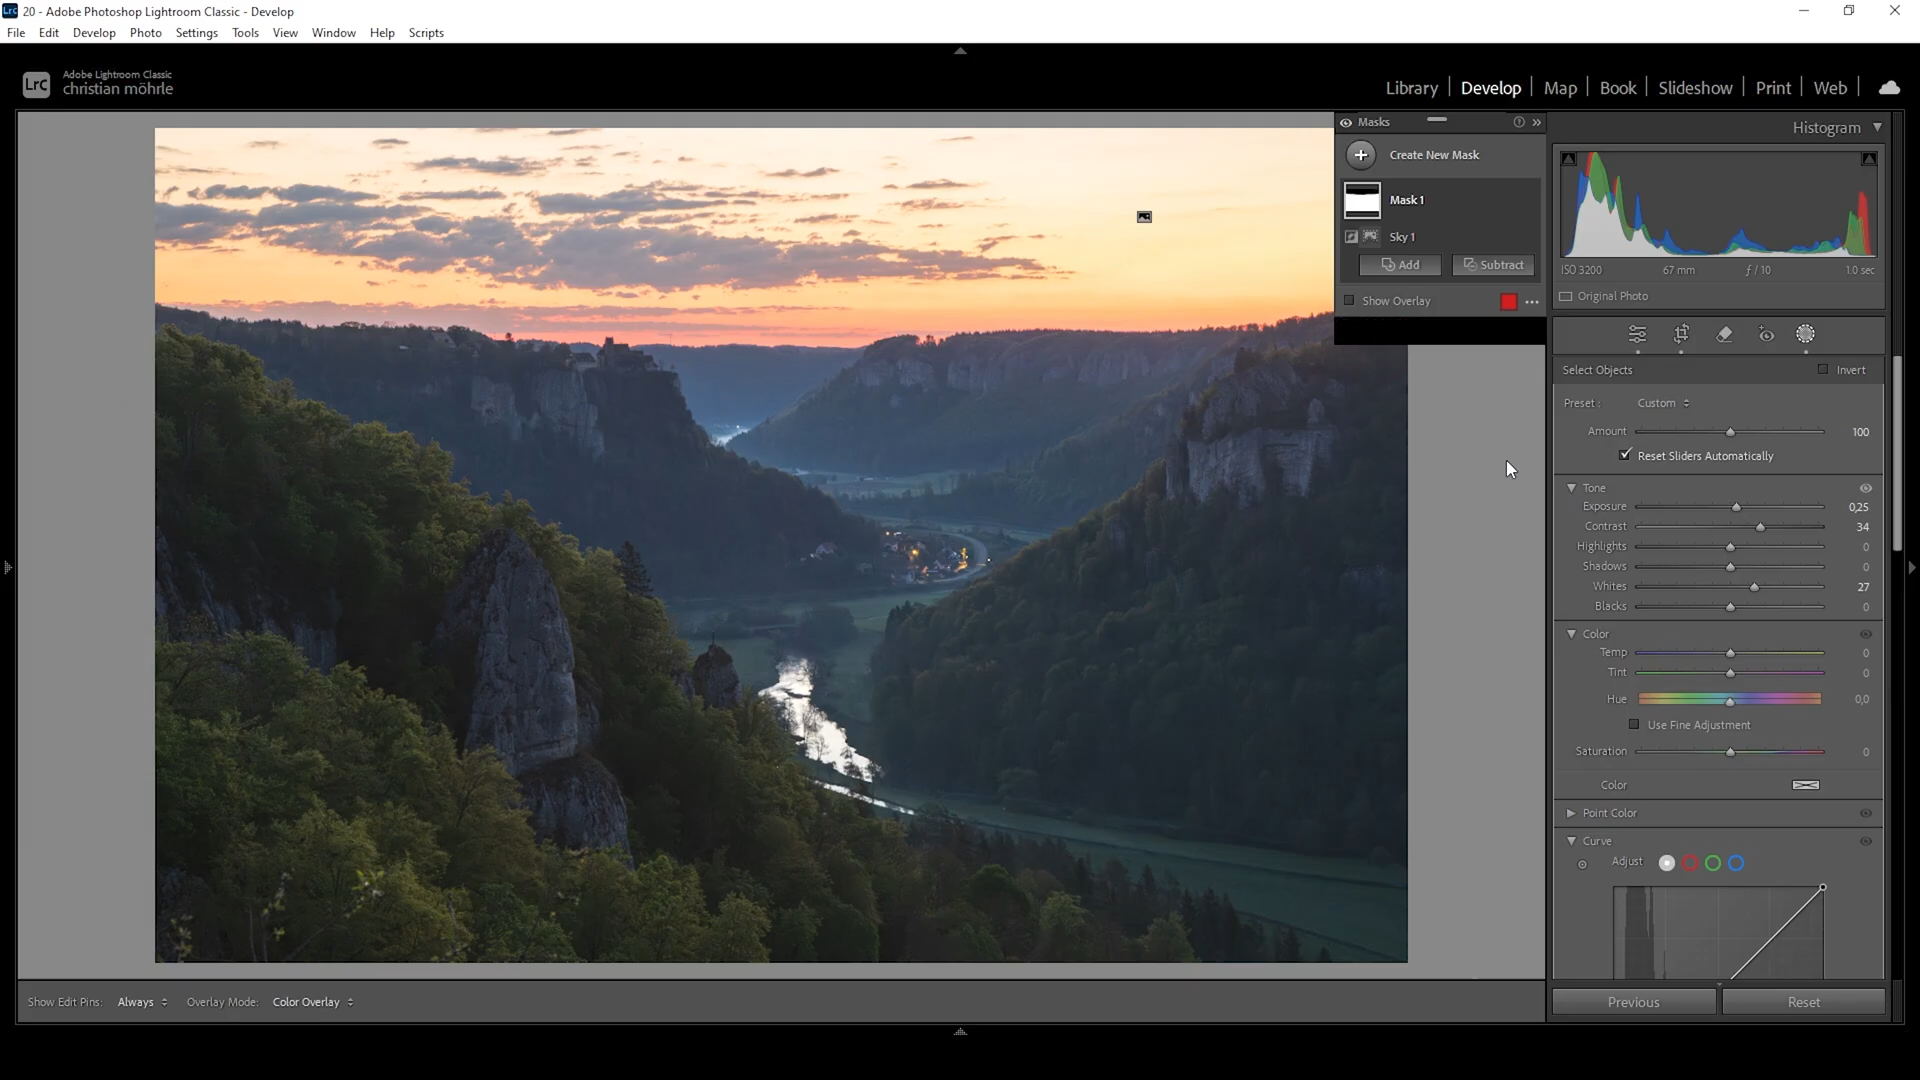 20 - Adobe Photoshop Lightroom Classic - Develop
File Edit Develop Photo Settings Tools View Window Help Scripts
LrC
Adobe Lightroom Classic
christian möhrle
Library | Develop | Map | Book | Slideshow | Print | Web |
Masks
Create New Mask
Mask 1
Sky 1
Add Subtract
Show Overlay
Histogram
ISO 3200 67 mm ƒ / 10 1.0 sec
Original Photo
Select Objects Invert
Preset : Custom
Amount 100
Reset Sliders Automatically
Tone
Exposure 0,25
Contrast 34
Highlights 0
Shadows 0
Whites 27
Blacks 0
Color
Temp 0
Tint 0
Hue 0,0
Use Fine Adjustment
Saturation 0
Color
Point Color
Curve
Adjust
Previous Reset
Show Edit Pins: Always Overlay Mode: Color Overlay